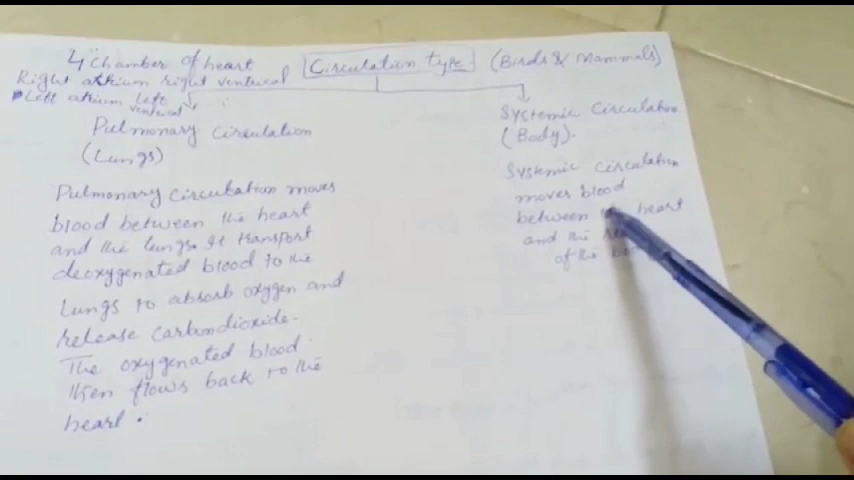 4 Chamber of heart
Right atrium right ventrical
Left atrium left
ventrical
Circulation type (Birds & Mammals)
Pulmonary circulation
(Lungs)
Pulmonary circulation moves
blood between the heart
and the lungs. It transport
deoxygenated blood to the
Lungs to absorb oxygen and
release carbondioxide.
The oxygenated blood
then flows back to the
heart.
Systemic circulation
(Body).
Systemic circulation
moves blood
between heart
and the
of the